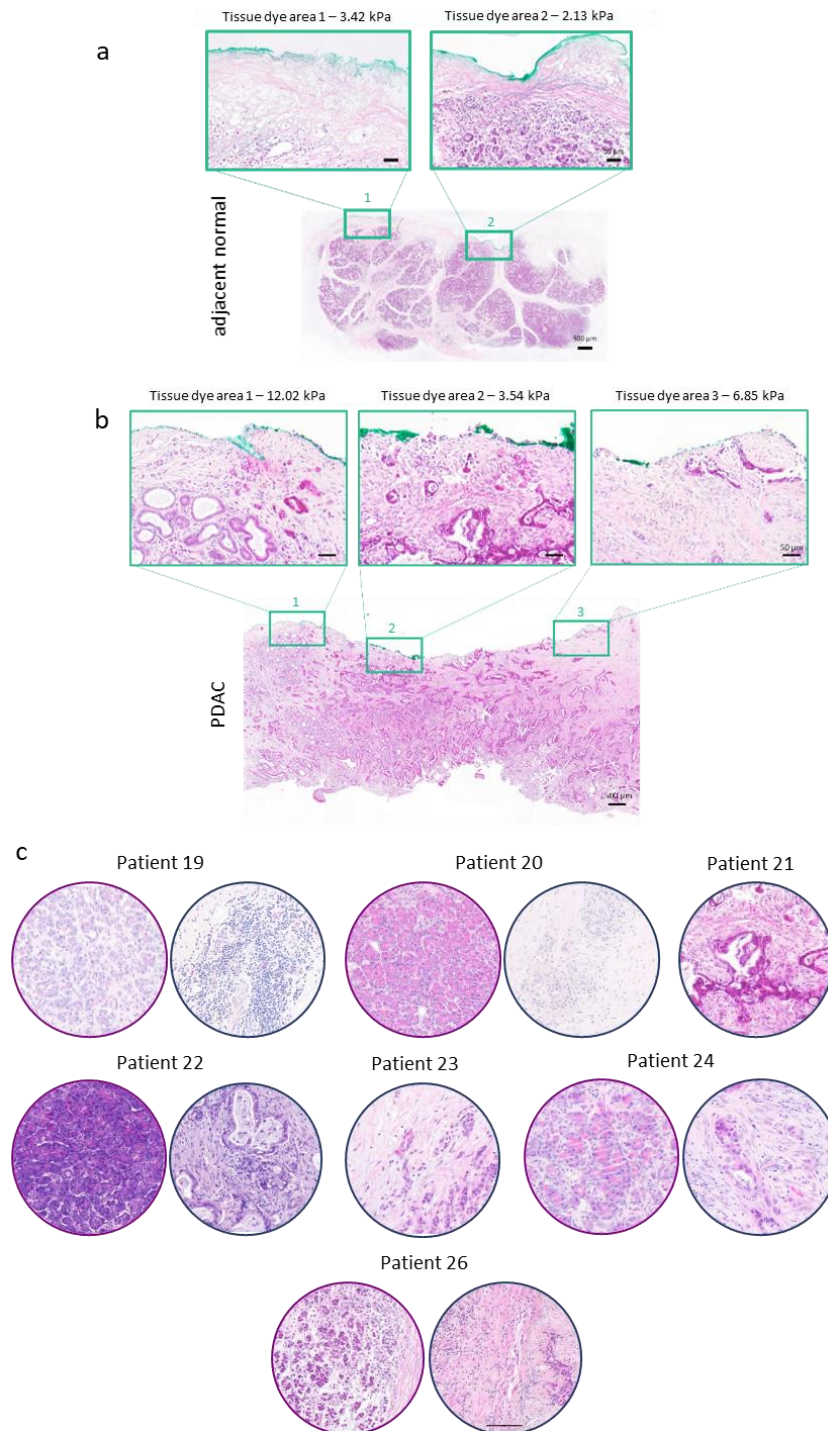 Tissue dye area 1 – 3.42 kPa
Tissue dye area 2 – 2.13 kPa
a
50 µm
1
2
adjacent normal
500 µm
Tissue dye area 1 – 12.02 kPa
Tissue dye area 2 – 3.54 kPa
Tissue dye area 3 – 6.85 kPa
b
50 µm
1
2
3
PDAC
c
Patient 19
Patient 20
Patient 21
Patient 22
Patient 23
Patient 24
Patient 26